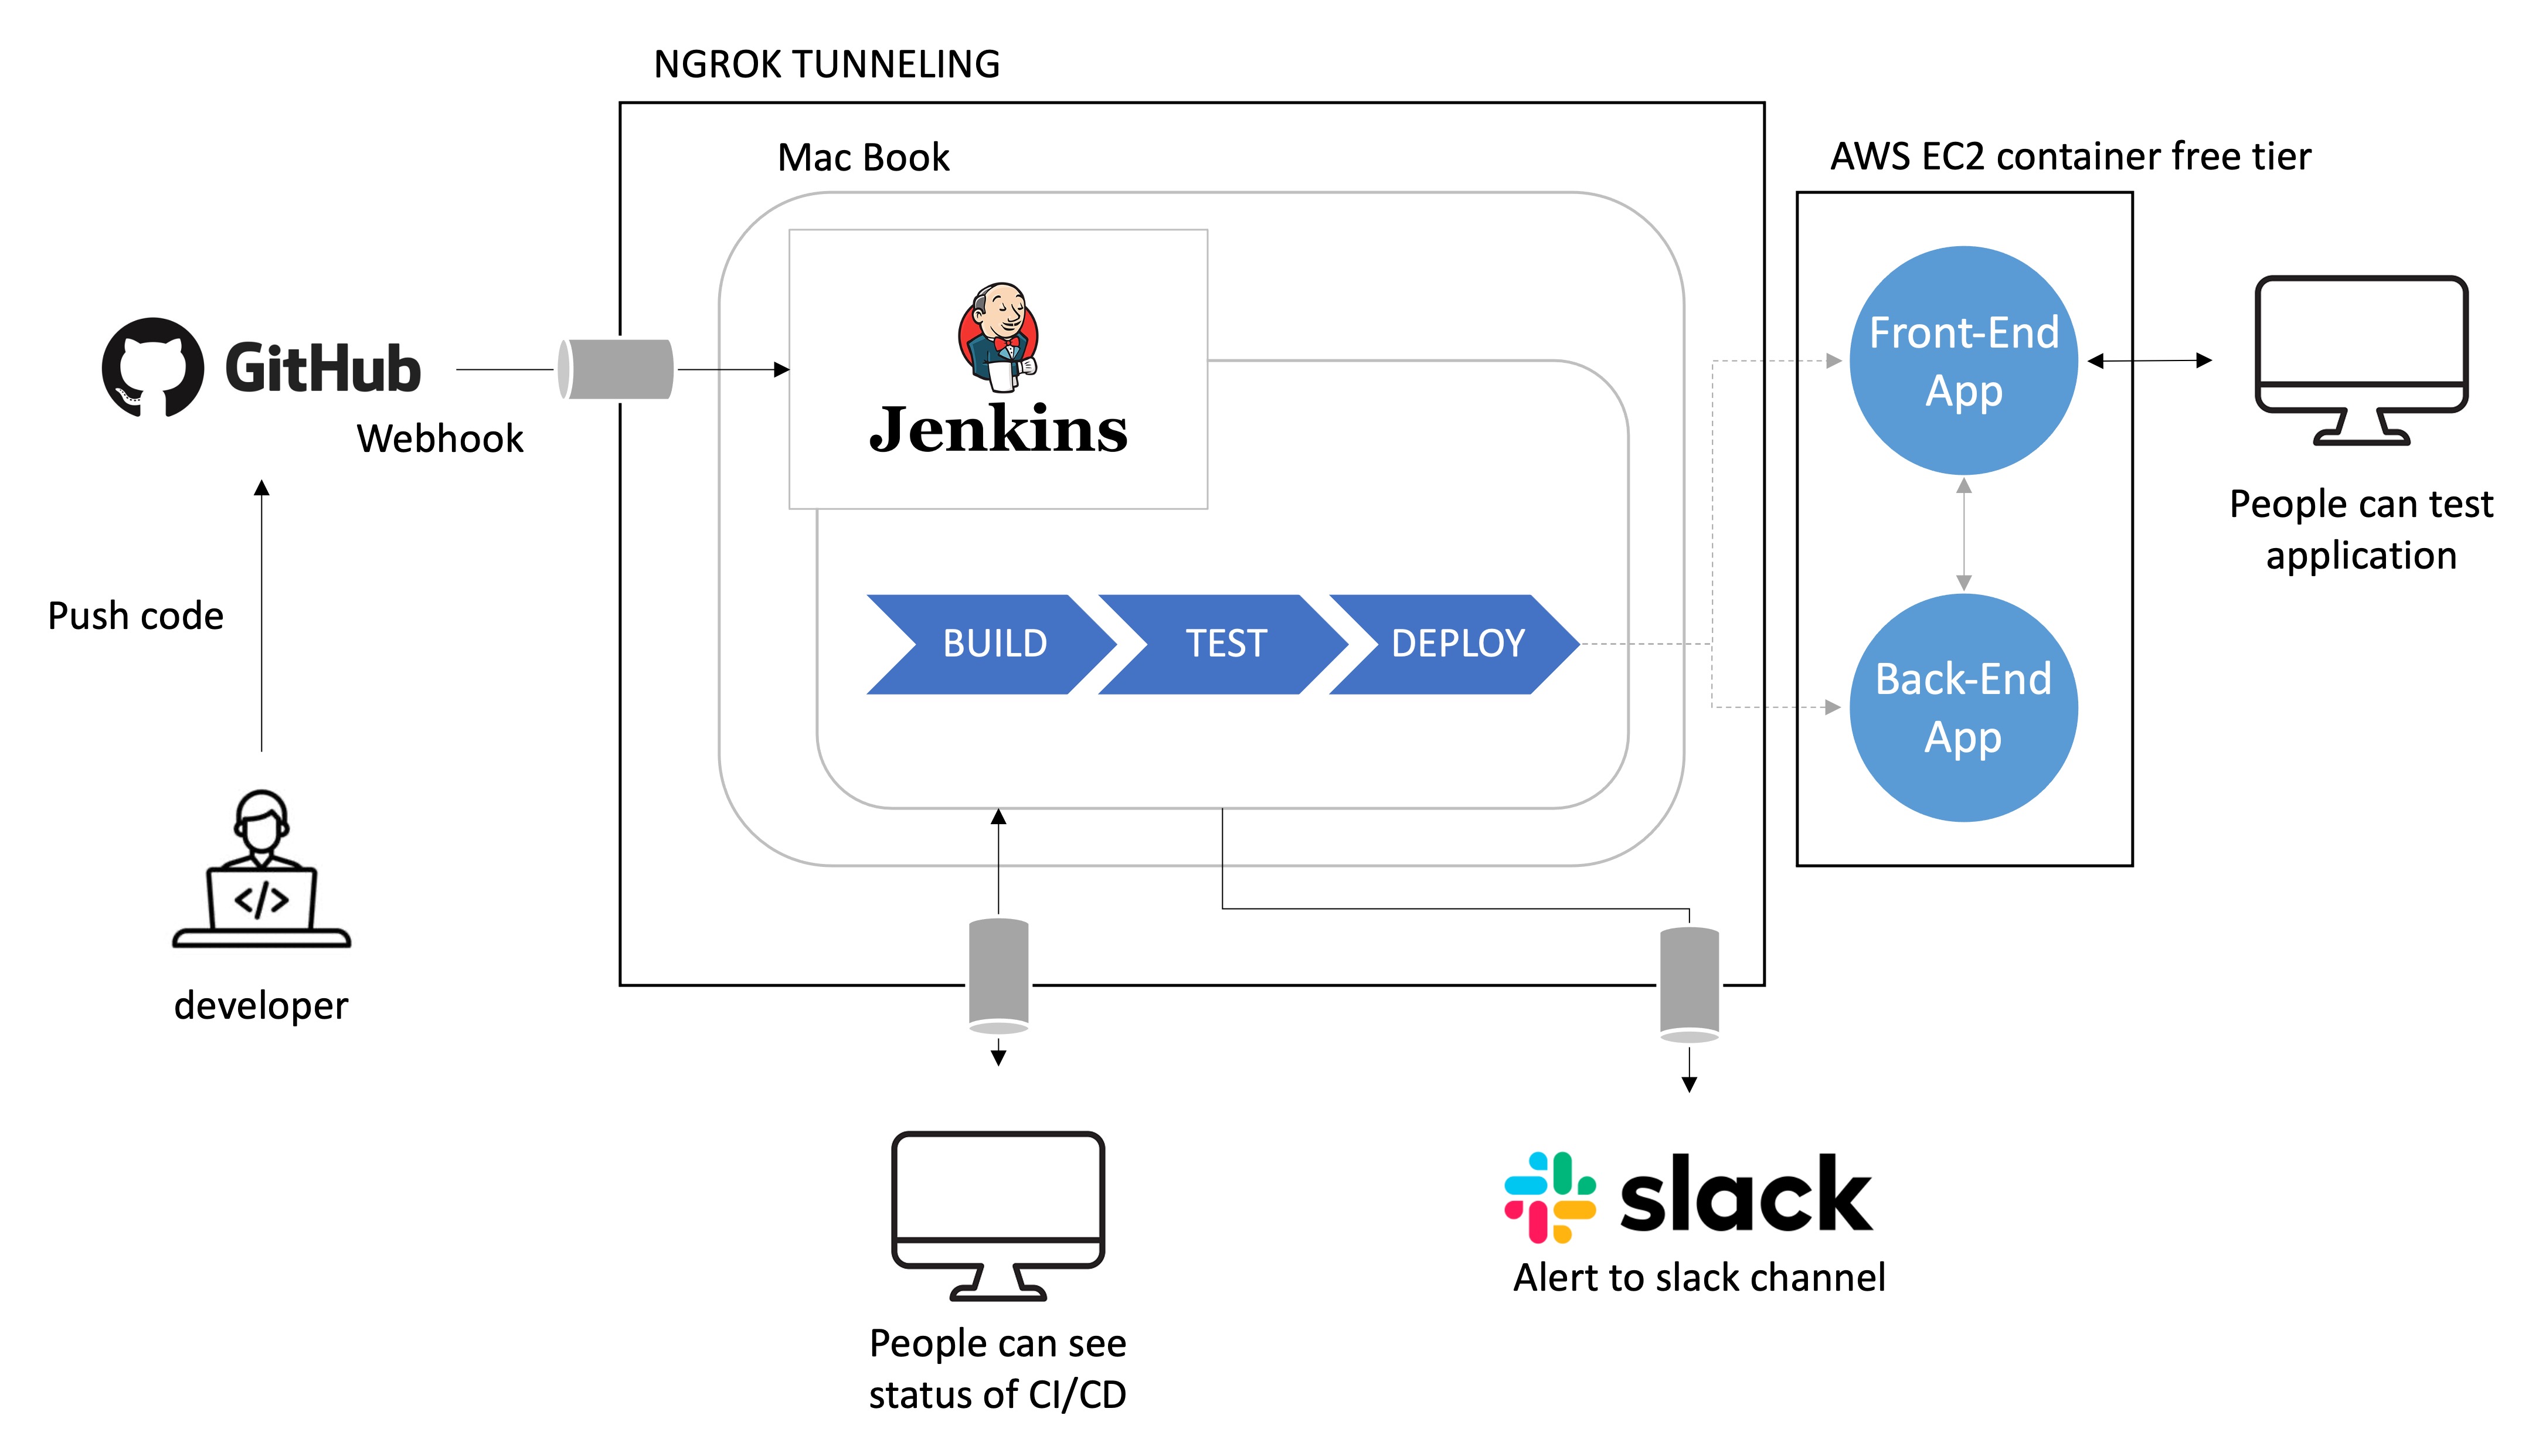 NGROK TUNNELING
Mac Book
AWS EC2 container free tier
GitHub
Webhook
Jenkins
Front-End
App
People can test
application
Push code
BUILD
TEST
DEPLOY
Back-End
App
</>
developer
slack
Alert to slack channel
People can see
status of CI/CD